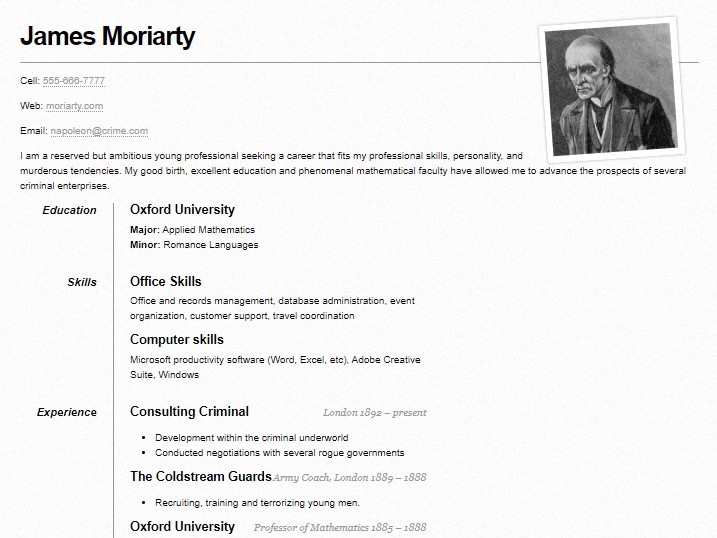 James Moriarty
Cell: 555-666-7777
Web: moriarty.com
Email: napoleon@crime.com
I am a reserved but ambitious young professional seeking a career that fits my professional skills, personality, and
murderous tendencies. My good birth, excellent education and phenomenal mathematical faculty have allowed me to advance the prospects of several
criminal enterprises.
Education
Oxford University
Major: Applied Mathematics
Minor: Romance Languages
Skills
Office Skills
Office and records management, database administration, event
organization, customer support, travel coordination
Computer skills
Microsoft productivity software (Word, Excel, etc), Adobe Creative
Suite, Windows
Experience
Consulting Criminal London 1892 – present
• Development within the criminal underworld
• Conducted negotiations with several rogue governments
The Coldstream Guards Army Coach, London 1889 – 1888
• Recruiting, training and terrorizing young men.
Oxford University Professor of Mathematics 1885 – 1888